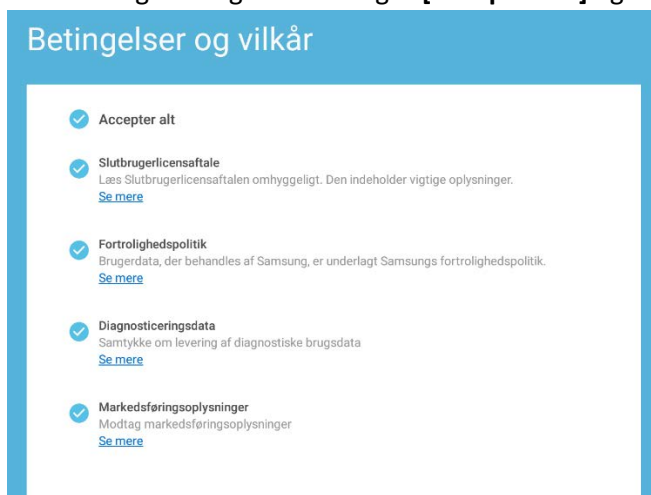 Betingelser og vilkår
Accepter alt
Slutbrugerlicensaftale
Læs Slutbrugerlicensaftalen omhyggeligt. Den indeholder vigtige oplysninger.
Se mere
Fortrolighedspolitik
Brugerdata, der behandles af Samsung, er underlagt Samsungs fortrolighedspolitik.
Se mere
Diagnosticeringsdata
Samtykke om levering af diagnostiske brugsdata
Se mere
Markedsføringsoplysninger
Modtag markedsføringsoplysninger
Se mere